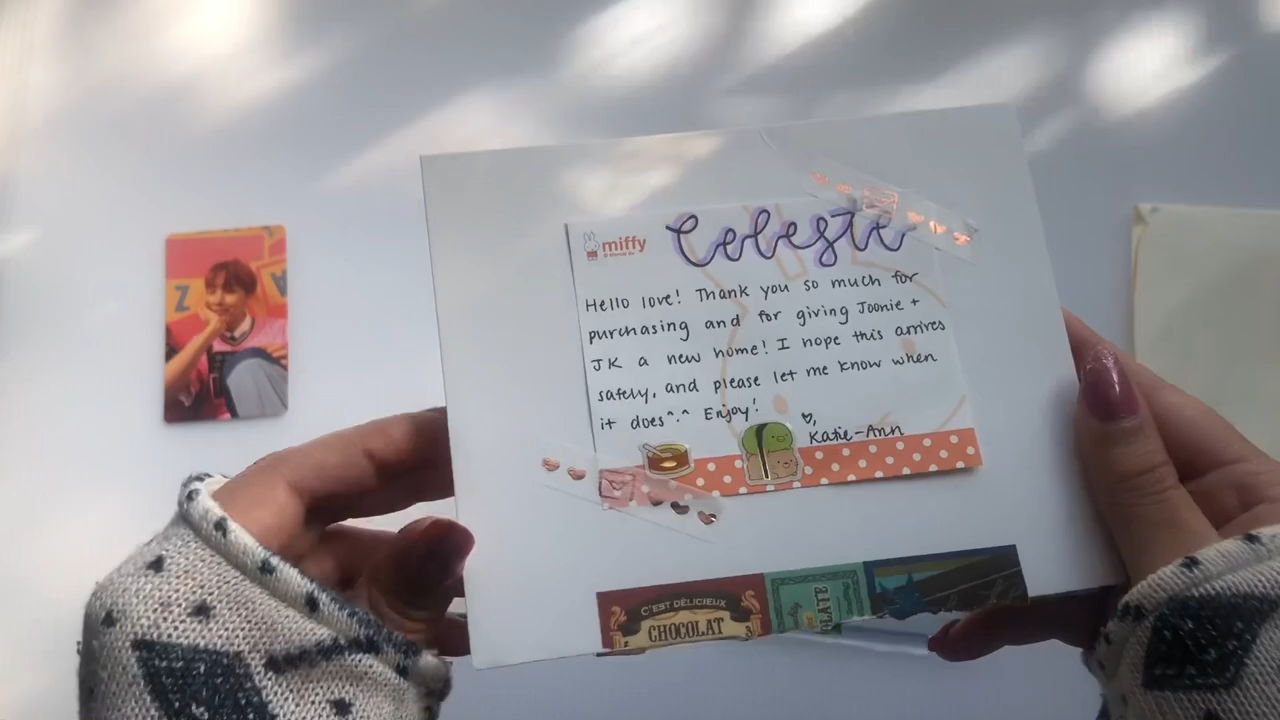 miffy
Celeste
Hello love! Thank you so much for
purchasing and for giving Joonie +
JK a new home! I hope this arrives
safely, and please let me know when
it does^.^ Enjoy!
♡,
Katie-Ann
Z
C'EST DÉLICIEUX
CHOCOLAT